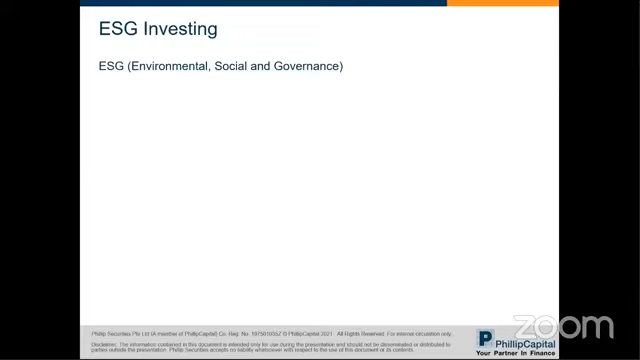 ESG Investing
ESG (Environmental, Social and Governance)
Phillip Securities Pte Ltd (A member of PhillipCapital) Co. Reg. No. 197501035Z © PhillipCapital 2021. All Rights Reserved. For internal circulation only.
Disclaimer: The information contained in this document is intended only for use during the presentation and should not be disseminated or distributed to
parties outside the presentation. Phillip Securities accepts no liability whatsoever with respect to the use of this document or its contents.
P
PhillipCapital
Your Partner In Finance
zoom